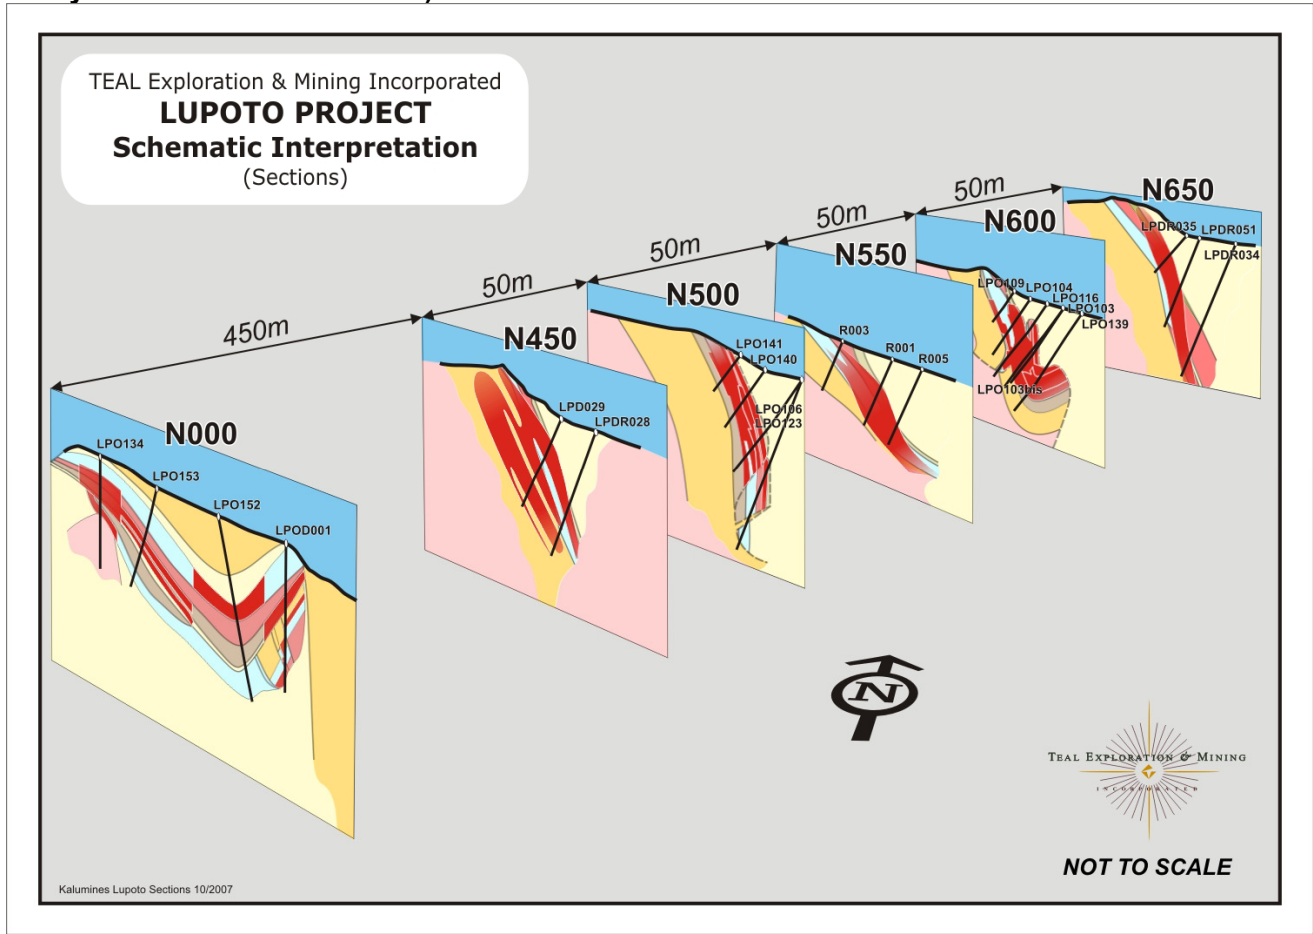 TEAL Exploration & Mining Incorporated
LUPOTO PROJECT
Schematic Interpretation
(Sections)
450m
50m
50m
50m
50m
N000
LPO134
LPO153
LPO152
LPOD001
N450
LPD029
LPDR028
N500
LPO141
LPO140
LPO106
LPO123
N550
R003
R001
R005
N600
LPO109
LPO104
LPO116
LPO103
LPO139
LPO103bis
N650
LPDR035
LPDR051
LPDR034
N
TEAL EXPLORATION & MINING
INCORPORATED
NOT TO SCALE
Kalumines Lupoto Sections 10/2007